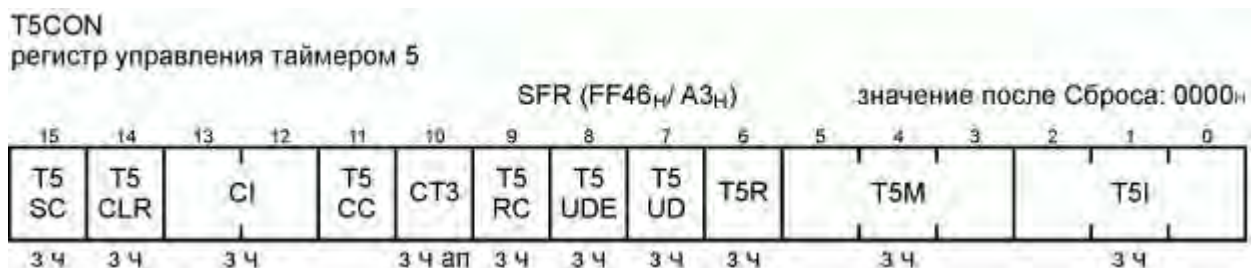 T5CON
регистр управления таймером 5
SFR (FF46H/ A3H) значение после Сброса: 0000H
15 14 13 12 11 10 9 8 7 6 5 4 3 2 1 0
T5 SC T5 CLR CI T5 CC CT3 T5 RC T5 UDE T5 UD T5R T5M T5I
з ч з ч з ч з ч ап з ч з ч з ч з ч з ч з ч